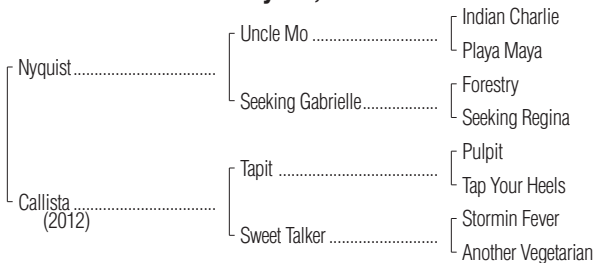 Indian Charlie
Uncle Mo
Playa Maya
Nyquist
Forestry
Seeking Gabrielle
Seeking Regina
Pulpit
Tapit
Tap Your Heels
Callista
(2012)
Stormin Fever
Sweet Talker
Another Vegetarian